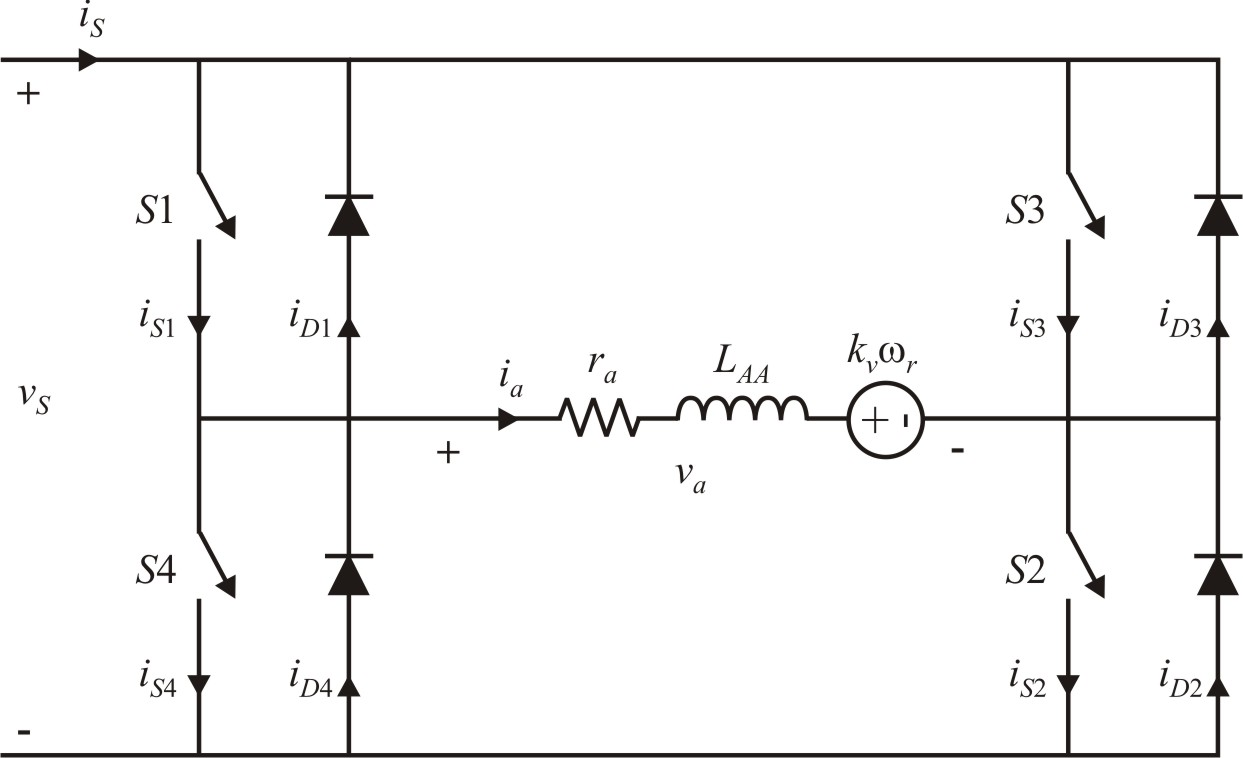 iS
+
S1 S3
iS1 iD1 iS3 iD3
vS ia ra LAA kvωr
+ -
+ va -
S4 S2
iS4 iD4 iS2 iD2
-